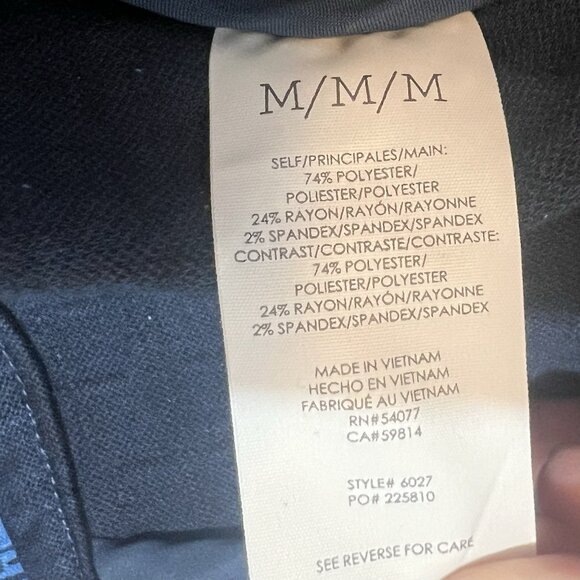 M/M/M
SELF/PRINCIPALES/MAIN:
74% POLYESTER/
POLIESTER/POLYESTER
24% RAYON/RAYÓN/RAYONNE
2% SPANDEX/SPANDEX/SPANDEX
CONTRAST/CONTRASTE/CONTRASTE:
74% POLYESTER/
POLIESTER/POLYESTER
24% RAYON/RAYÓN/RAYONNE
2% SPANDEX/SPANDEX/SPANDEX
MADE IN VIETNAM
HECHO EN VIETNAM
FABRIQUÉ AU VIETNAM
RN#54077
CA#59814
STYLE# 6027
PO# 225810
SEE REVERSE FOR CARE